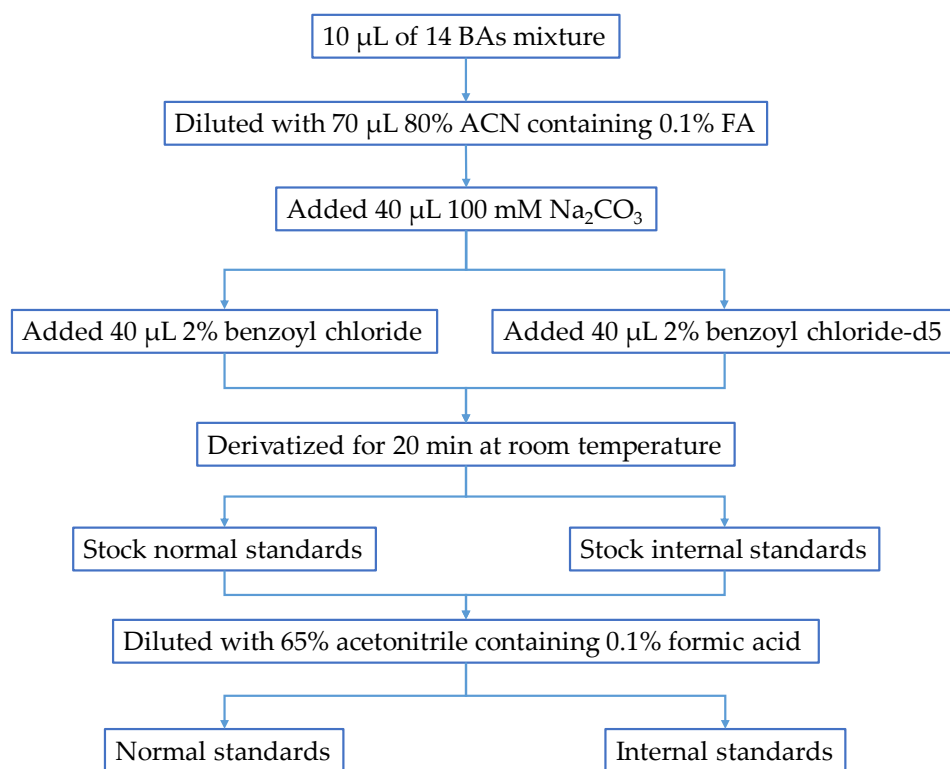 10 µL of 14 BAs mixture
Diluted with 70 µL 80% ACN containing 0.1% FA
Added 40 µL 100 mM Na₂CO₃
Added 40 µL 2% benzoyl chloride
Added 40 µL 2% benzoyl chloride-d5
Derivatized for 20 min at room temperature
Stock normal standards
Stock internal standards
Diluted with 65% acetonitrile containing 0.1% formic acid
Normal standards
Internal standards